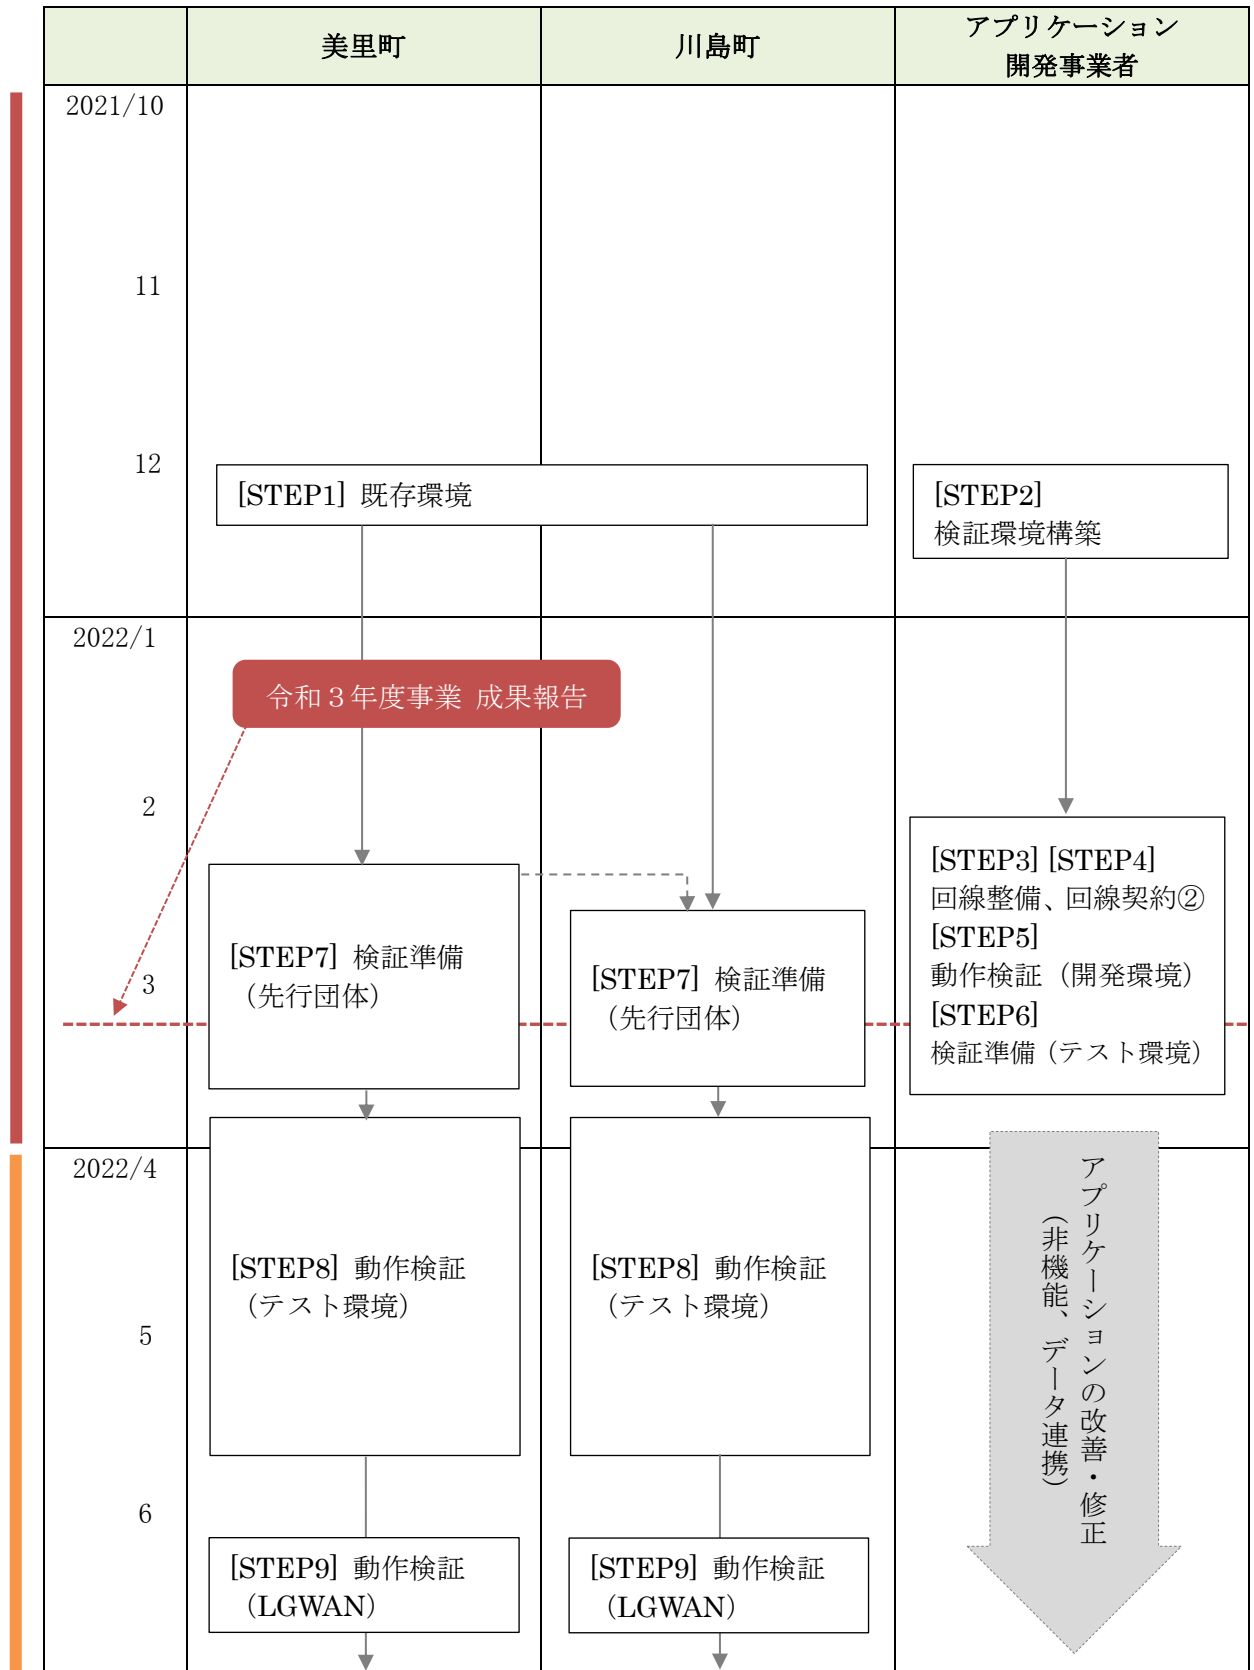 美里町
川島町
アプリケーション
開発事業者
2021/10
11
12
[STEP1] 既存環境
[STEP2]
検証環境構築
2022/1
令和３年度事業 成果報告
2
[STEP3] [STEP4]
回線整備、回線契約②
[STEP5]
動作検証（開発環境）
[STEP6]
検証準備（テスト環境）
[STEP7] 検証準備
（先行団体）
[STEP7] 検証準備
（先行団体）
3
2022/4
[STEP8] 動作検証
（テスト環境）
[STEP8] 動作検証
（テスト環境）
アプリケーションの改善・修正
（非機能、データ連携）
5
6
[STEP9] 動作検証
（LGWAN）
[STEP9] 動作検証
（LGWAN）